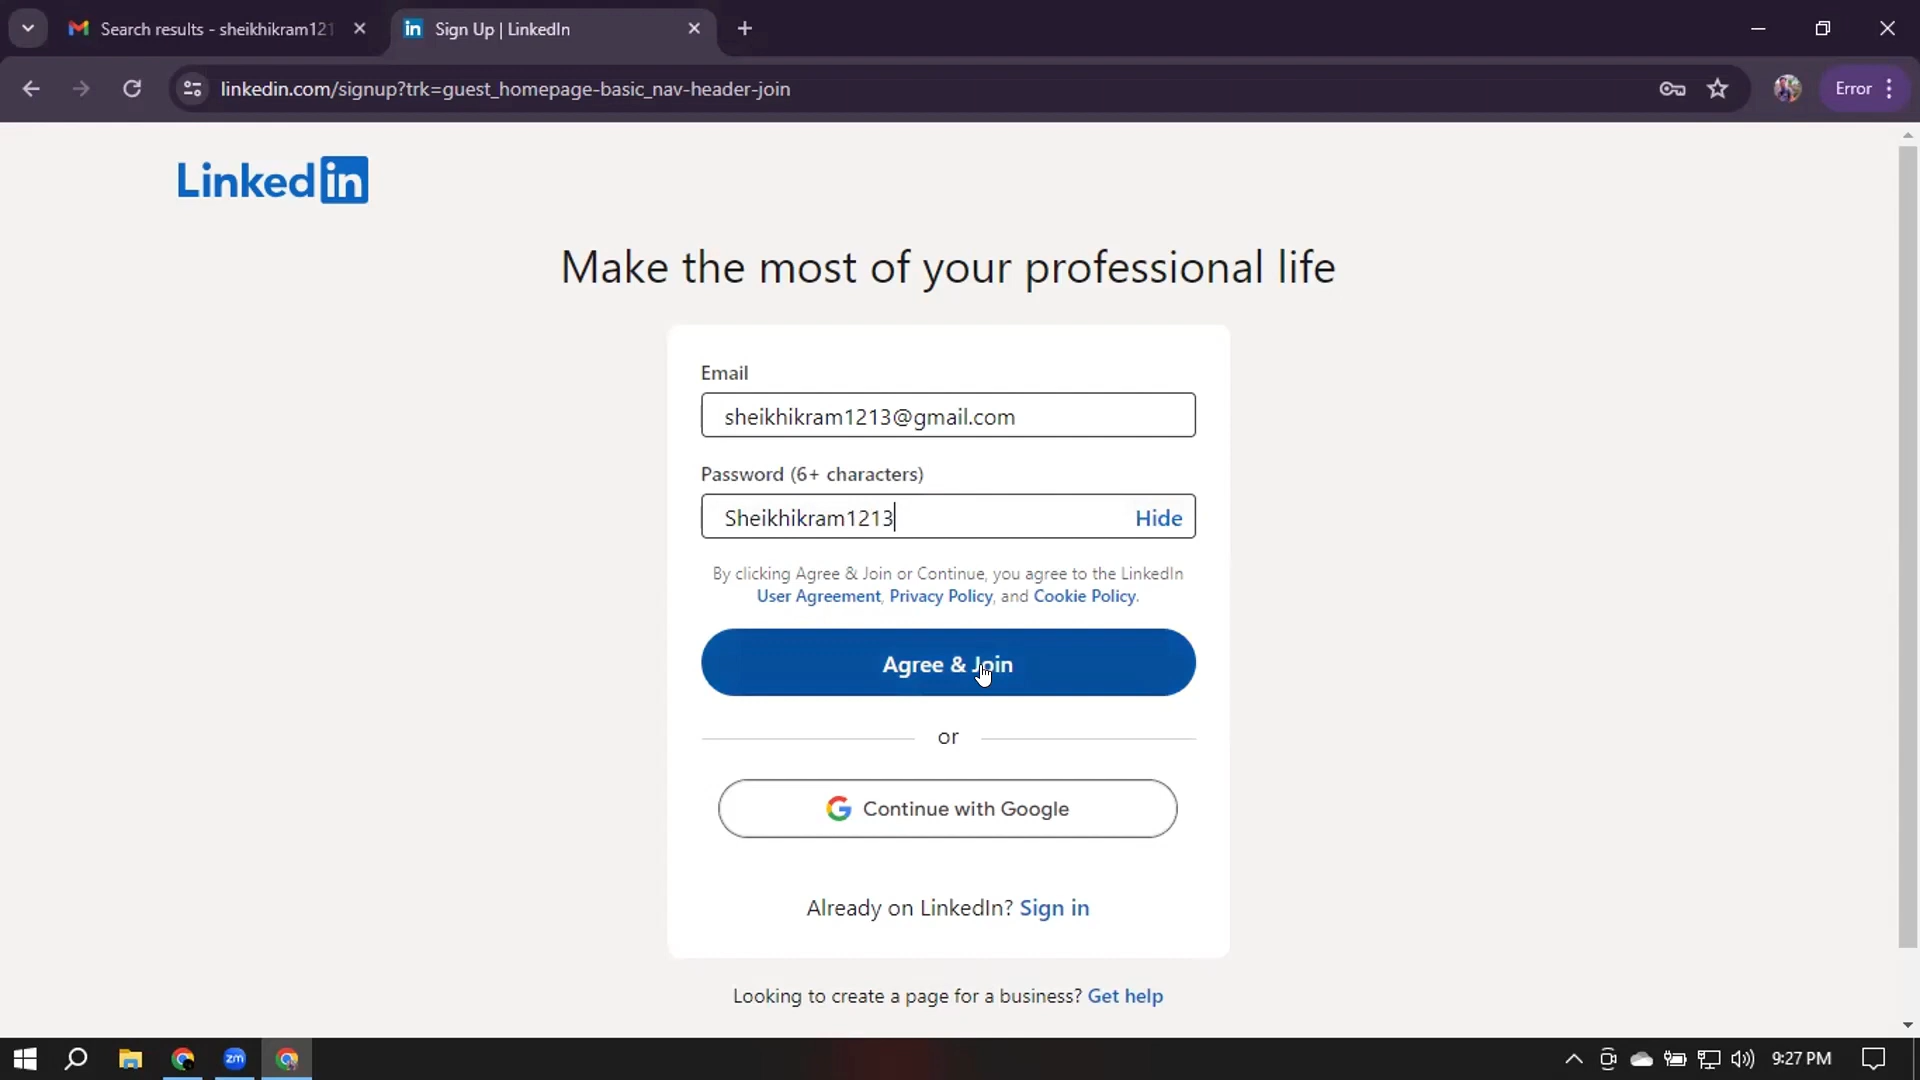 Search results - sheikhikram121
Sign Up | LinkedIn
linkedin.com/signup?trk=guest_homepage-basic_nav-header-join
Error
Linkedin
Make the most of your professional life
Email
sheikhikram1213@gmail.com
Password (6+ characters)
Sheikhikram1213
Hide
By clicking Agree & Join or Continue, you agree to the LinkedIn
User Agreement, Privacy Policy, and Cookie Policy.
Agree & Join
or
G Continue with Google
Already on LinkedIn? Sign in
Looking to create a page for a business? Get help
zm
9:27 PM